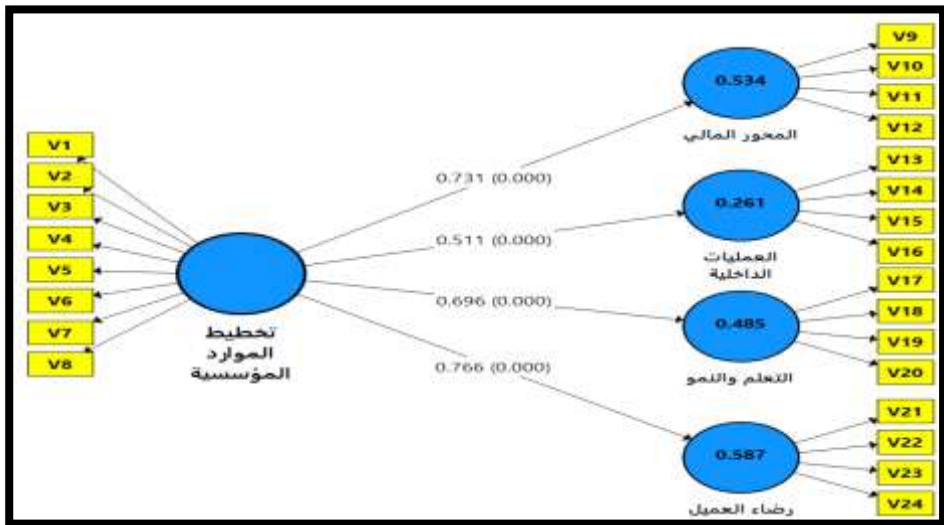 V1
V2
V3
V4
V5
V6
V7
V8
تخطيط
الموارد
المؤسسية
0.731 (0.000)
0.511 (0.000)
0.696 (0.000)
0.766 (0.000)
0.534
المحور المالي
0.261
العمليات
الداخلية
0.485
التعلم والنمو
0.587
رضاء العميل
V9
V10
V11
V12
V13
V14
V15
V16
V17
V18
V19
V20
V21
V22
V23
V24